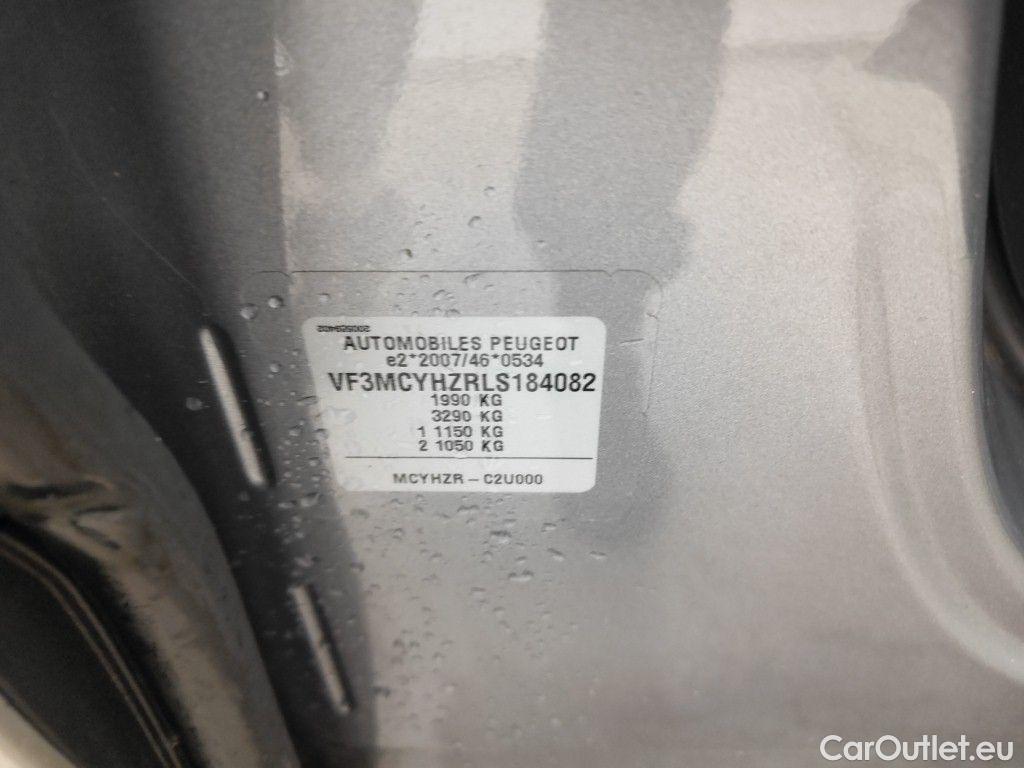 AUTOMOBILES PEUGEOT
e2*2007/46*0534
VF3MCYHZRLS184082
1990 KG
3290 KG
1 1150 KG
2 1050 KG
MCYHZR - C2U000
CarOutlet.eu